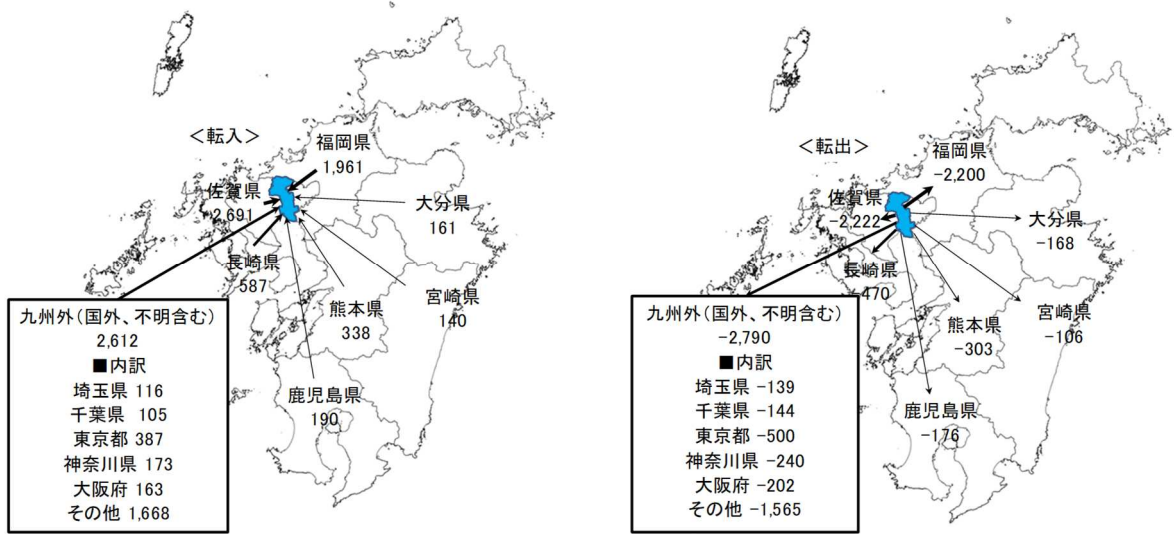 ＜転入＞
福岡県
1,961
佐賀県
2,691
大分県
161
長崎県
587
熊本県
338
宮崎県
140
鹿児島県
190
九州外（国外、不明含む）
2,612
■内訳
埼玉県 116
千葉県 105
東京都 387
神奈川県 173
大阪府 163
その他 1,668
＜転出＞
福岡県
-2,200
佐賀県
-2,222
大分県
-168
長崎県
-470
熊本県
-303
宮崎県
-106
鹿児島県
-176
九州外（国外、不明含む）
-2,790
■内訳
埼玉県 -139
千葉県 -144
東京都 -500
神奈川県 -240
大阪府 -202
その他 -1,565